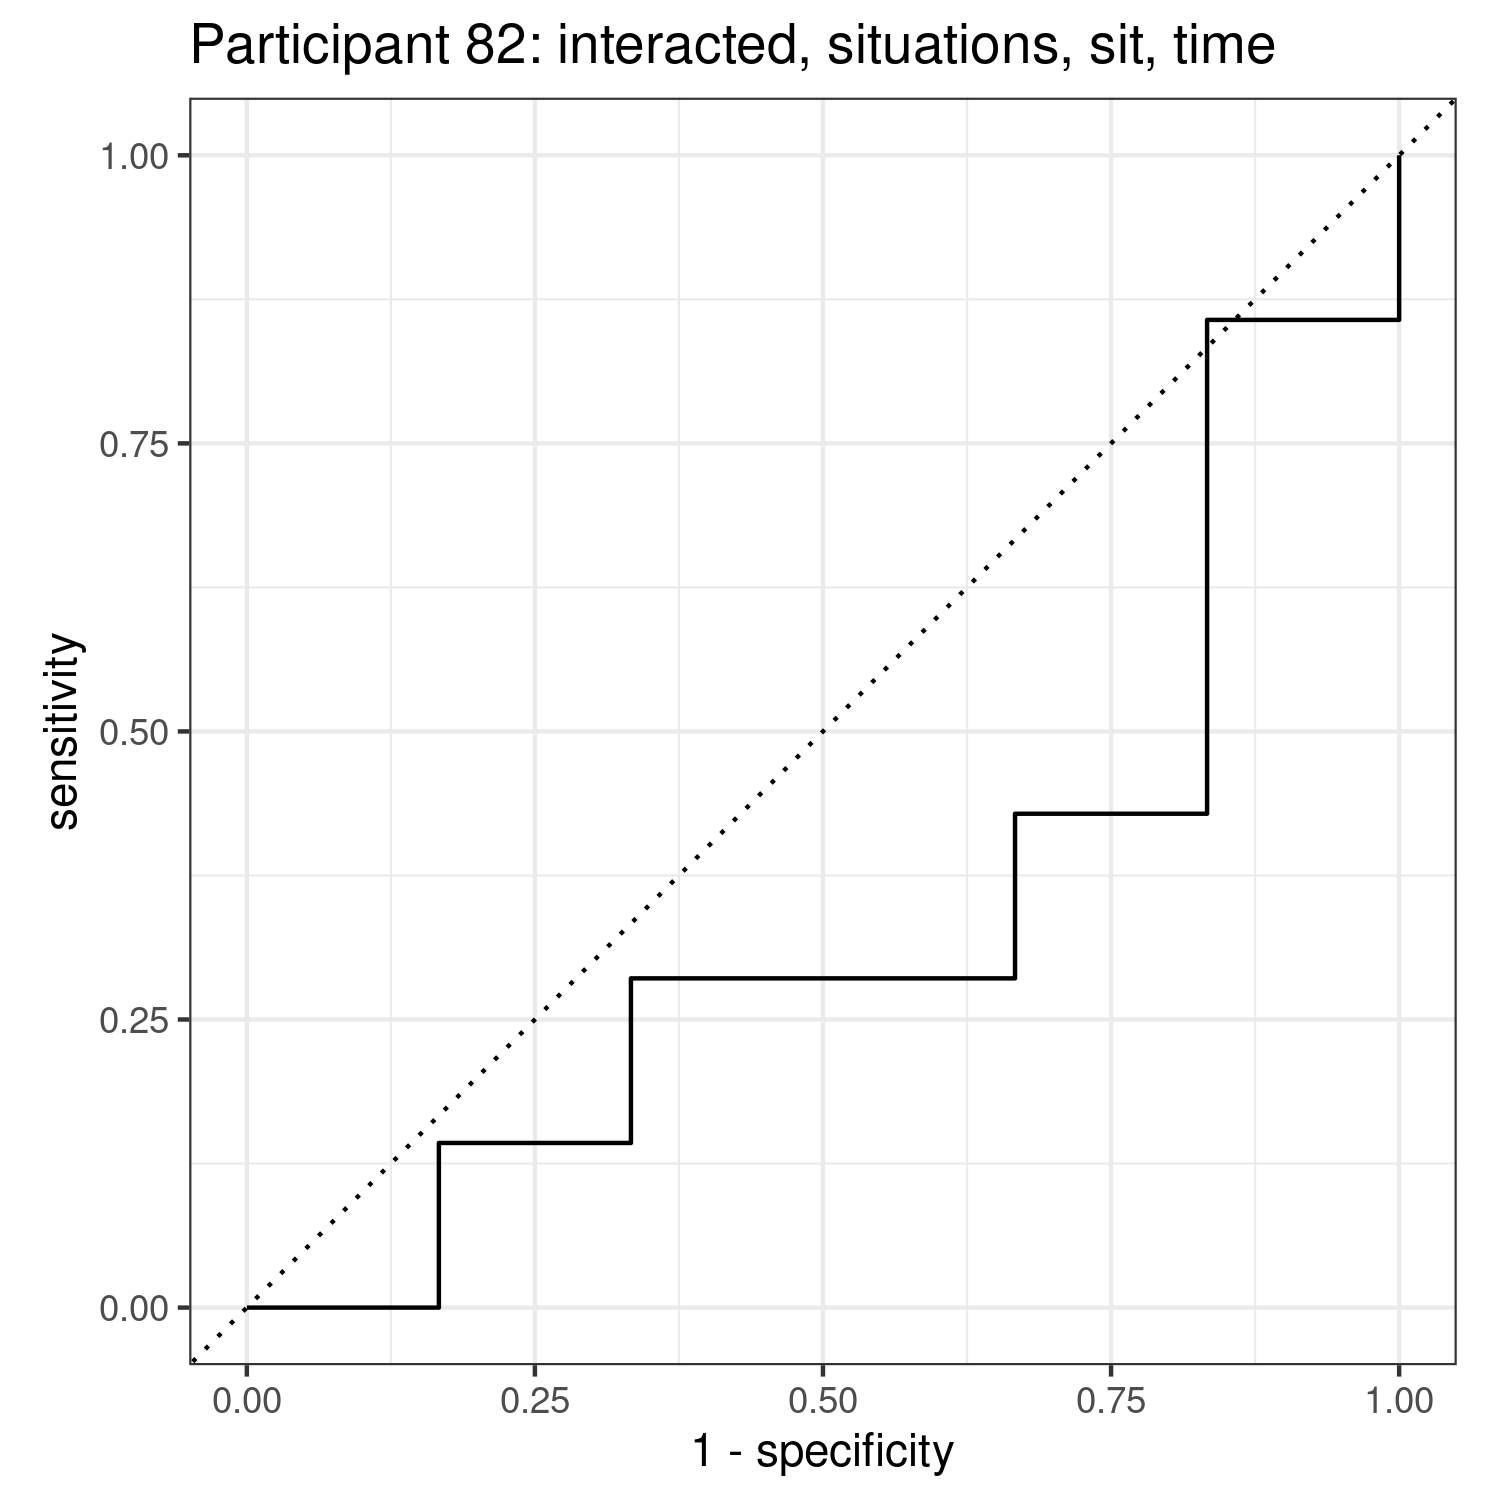 Participant 82: interacted, situations, sit, time
1.00
0.75
0.50
0.25
0.00
sensitivity
0.00 0.25 0.50 0.75 1.00
1 - specificity